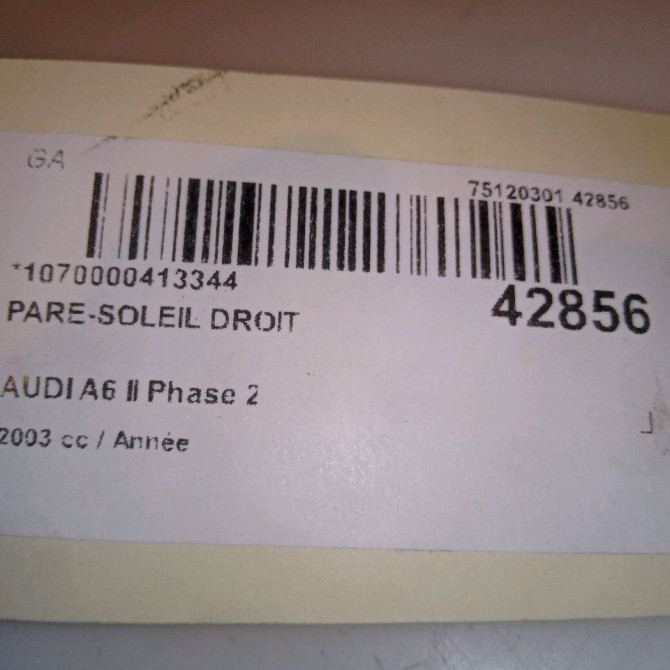 GA
75120301 42856
*1070000413344
42856
PARE-SOLEIL DROIT
AUDI A6 II Phase 2
2003 cc / Année